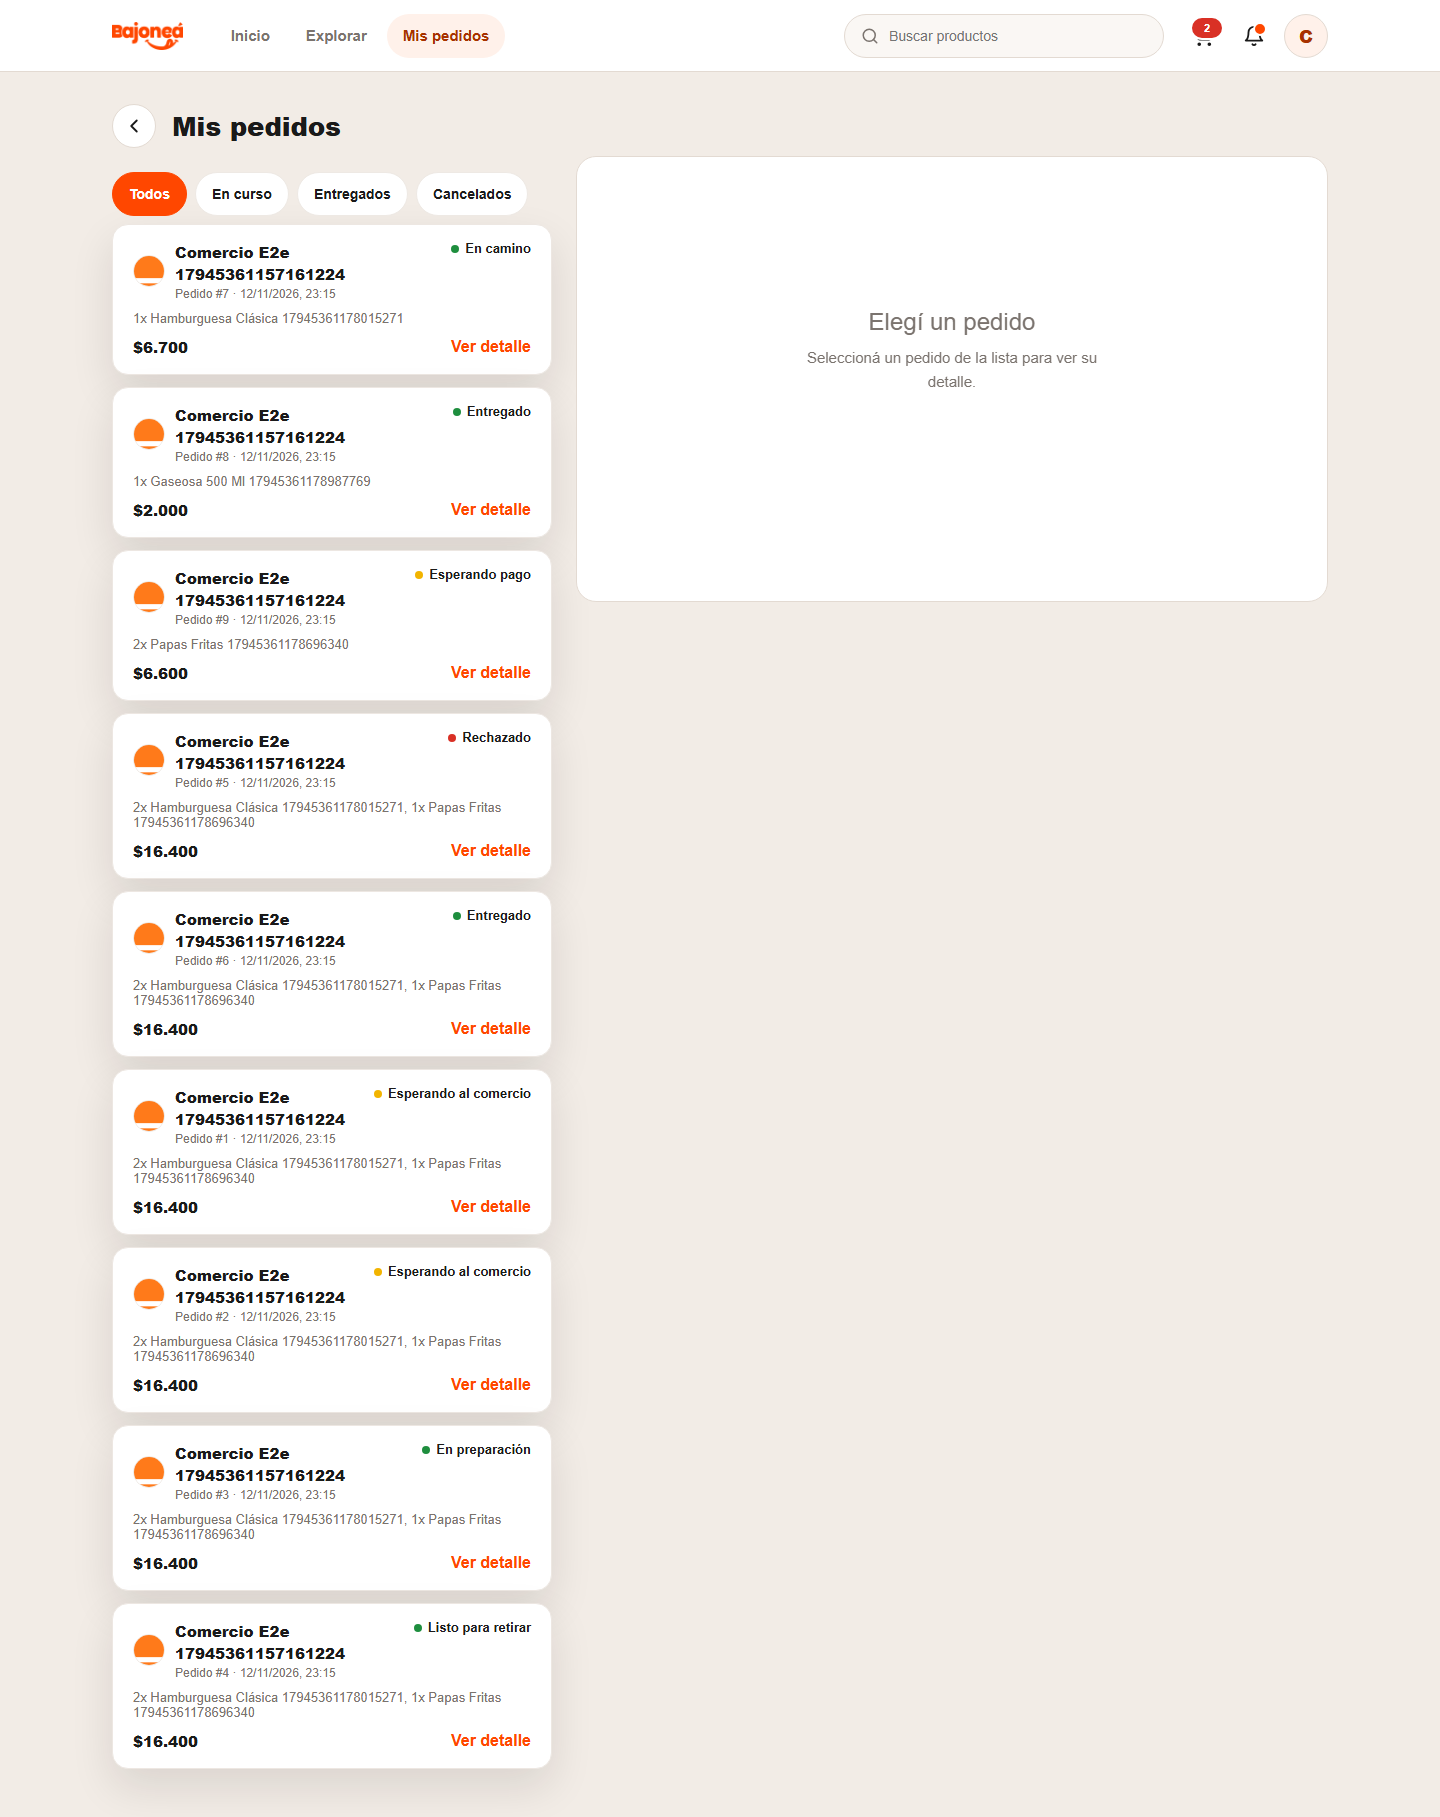 Bajoneá
Inicio
Explorar
Mis pedidos
Buscar productos
2
C
Mis pedidos
Todos
En curso
Entregados
Cancelados
Comercio E2e
17945361157161224
En camino
Pedido #7 · 12/11/2026, 23:15
1x Hamburguesa Clásica 17945361178015271
$6.700
Ver detalle
Comercio E2e
17945361157161224
Entregado
Pedido #8 · 12/11/2026, 23:15
1x Gaseosa 500 Ml 17945361178987769
$2.000
Ver detalle
Comercio E2e
17945361157161224
Esperando pago
Pedido #9 · 12/11/2026, 23:15
2x Papas Fritas 17945361178696340
$6.600
Ver detalle
Comercio E2e
17945361157161224
Rechazado
Pedido #5 · 12/11/2026, 23:15
2x Hamburguesa Clásica 17945361178015271, 1x Papas Fritas
17945361178696340
$16.400
Ver detalle
Comercio E2e
17945361157161224
Entregado
Pedido #6 · 12/11/2026, 23:15
2x Hamburguesa Clásica 17945361178015271, 1x Papas Fritas
17945361178696340
$16.400
Ver detalle
Comercio E2e
17945361157161224
Esperando al comercio
Pedido #1 · 12/11/2026, 23:15
2x Hamburguesa Clásica 17945361178015271, 1x Papas Fritas
17945361178696340
$16.400
Ver detalle
Comercio E2e
17945361157161224
Esperando al comercio
Pedido #2 · 12/11/2026, 23:15
2x Hamburguesa Clásica 17945361178015271, 1x Papas Fritas
17945361178696340
$16.400
Ver detalle
Comercio E2e
17945361157161224
En preparación
Pedido #3 · 12/11/2026, 23:15
2x Hamburguesa Clásica 17945361178015271, 1x Papas Fritas
17945361178696340
$16.400
Ver detalle
Comercio E2e
17945361157161224
Listo para retirar
Pedido #4 · 12/11/2026, 23:15
2x Hamburguesa Clásica 17945361178015271, 1x Papas Fritas
17945361178696340
$16.400
Ver detalle
Elegí un pedido
Seleccioná un pedido de la lista para ver su
detalle.